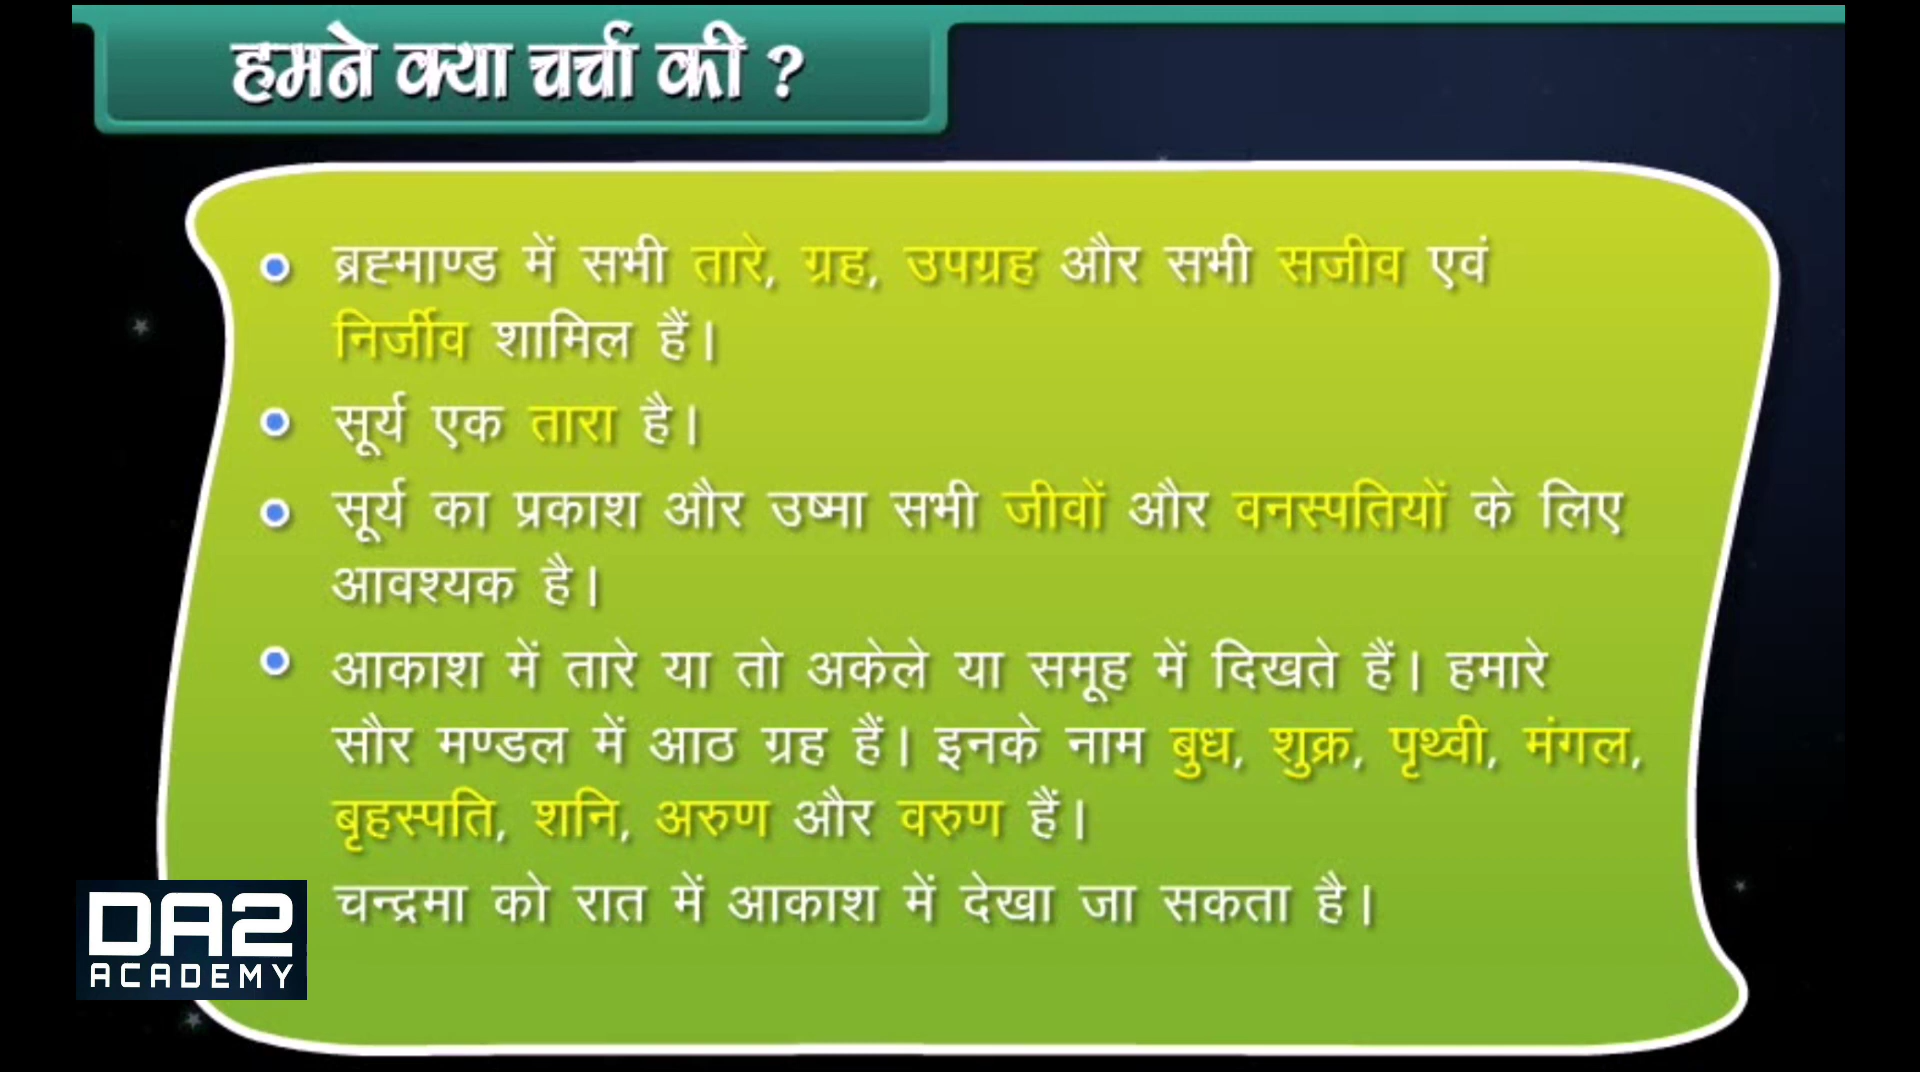 हमने क्या चर्चा की ?
ब्रह्माण्ड में सभी तारे, ग्रह, उपग्रह और सभी सजीव एवं
निर्जीव शामिल हैं।
सूर्य एक तारा है।
सूर्य का प्रकाश और उष्मा सभी जीवों और वनस्पतियों के लिए
आवश्यक है।
आकाश में तारे या तो अकेले या समूह में दिखते हैं। हमारे
सौर मण्डल में आठ ग्रह हैं। इनके नाम बुध, शुक्र, पृथ्वी, मंगल,
बृहस्पति, शनि, अरुण और वरुण हैं।
चन्द्रमा को रात में आकाश में देखा जा सकता है।
DA2
ACADEMY